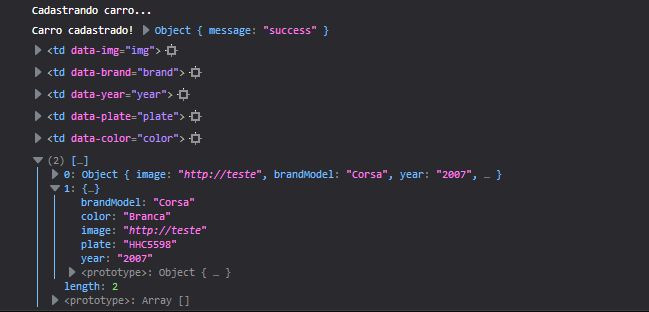 Cadastrando carro...
Carro cadastrado! ▶ Object { message: "success" }
▶ <td data-img="img">
▶ <td data-brand="brand">
▶ <td data-year="year">
▶ <td data-plate="plate">
▶ <td data-color="color">
▼ (2) […]
▶ 0: Object { image: "http://teste", brandModel: "Corsa", year: "2007", … }
▼ 1: {…}
brandModel: "Corsa"
color: "Branca"
image: "http://teste"
plate: "HHC5598"
year: "2007"
▶ <prototype>: Object { … }
length: 2
▶ <prototype>: Array []